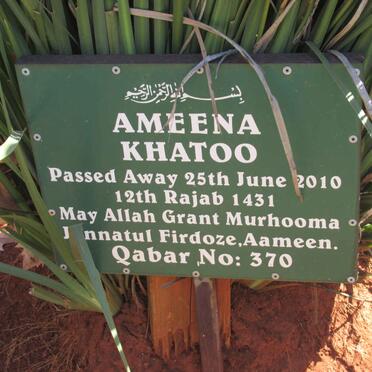 بسم الله الرحمن الرحيم
AMEENA
KHATOO
Passed Away 25th June 2010
12th Rajab 1431
May Allah Grant Murhooma
Jannatul Firdoze,Aameen.
Qabar No: 370